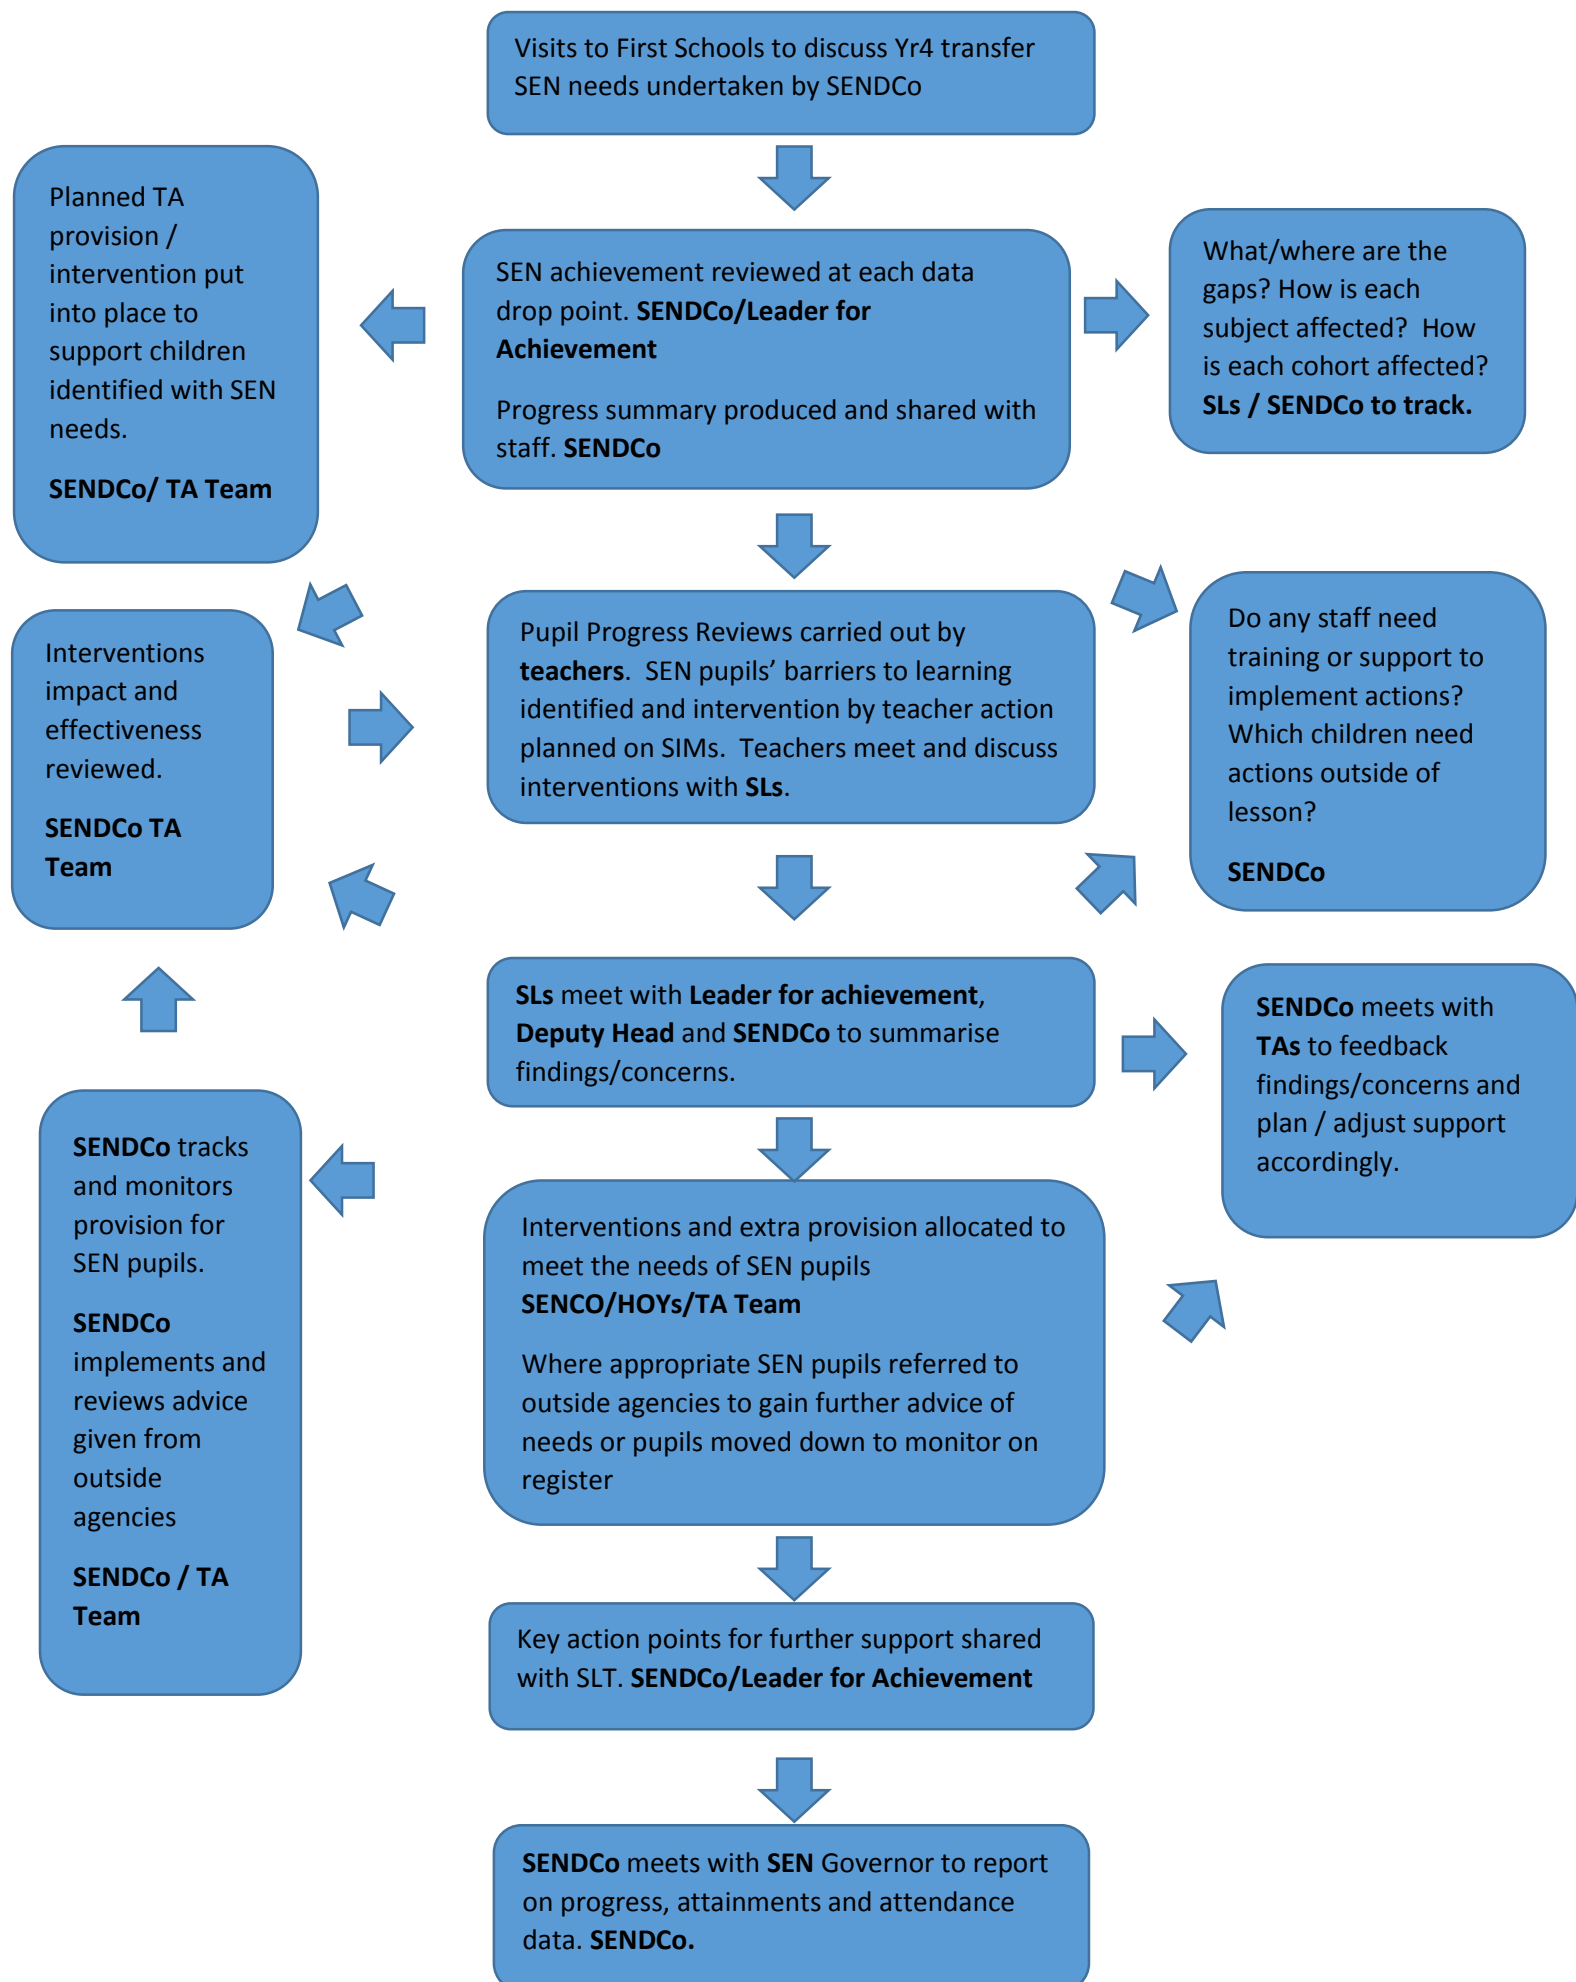 Visits to First Schools to discuss Yr4 transfer
SEN needs undertaken by SENDCo
Planned TA
provision /
intervention put
into place to
support children
identified with SEN
needs.
SENDCo/ TA Team
SEN achievement reviewed at each data
drop point. SENDCo/Leader for
Achievement
Progress summary produced and shared with
staff. SENDCo
What/where are the
gaps? How is each
subject affected?  How
is each cohort affected?
SLs / SENDCo to track.
Interventions
impact and
effectiveness
reviewed.
SENDCo TA
Team
Pupil Progress Reviews carried out by
teachers.  SEN pupils’ barriers to learning
identified and intervention by teacher action
planned on SIMs.  Teachers meet and discuss
interventions with SLs.
Do any staff need
training or support to
implement actions?
Which children need
actions outside of
lesson?
SENDCo
SLs meet with Leader for achievement,
Deputy Head and SENDCo to summarise
findings/concerns.
SENDCo meets with
TAs to feedback
findings/concerns and
plan / adjust support
accordingly.
SENDCo tracks
and monitors
provision for
SEN pupils.
SENDCo
implements and
reviews advice
given from
outside
agencies
SENDCo / TA
Team
Interventions and extra provision allocated to
meet the needs of SEN pupils
SENCO/HOYs/TA Team
Where appropriate SEN pupils referred to
outside agencies to gain further advice of
needs or pupils moved down to monitor on
register
Key action points for further support shared
with SLT. SENDCo/Leader for Achievement
SENDCo meets with SEN Governor to report
on progress, attainments and attendance
data. SENDCo.